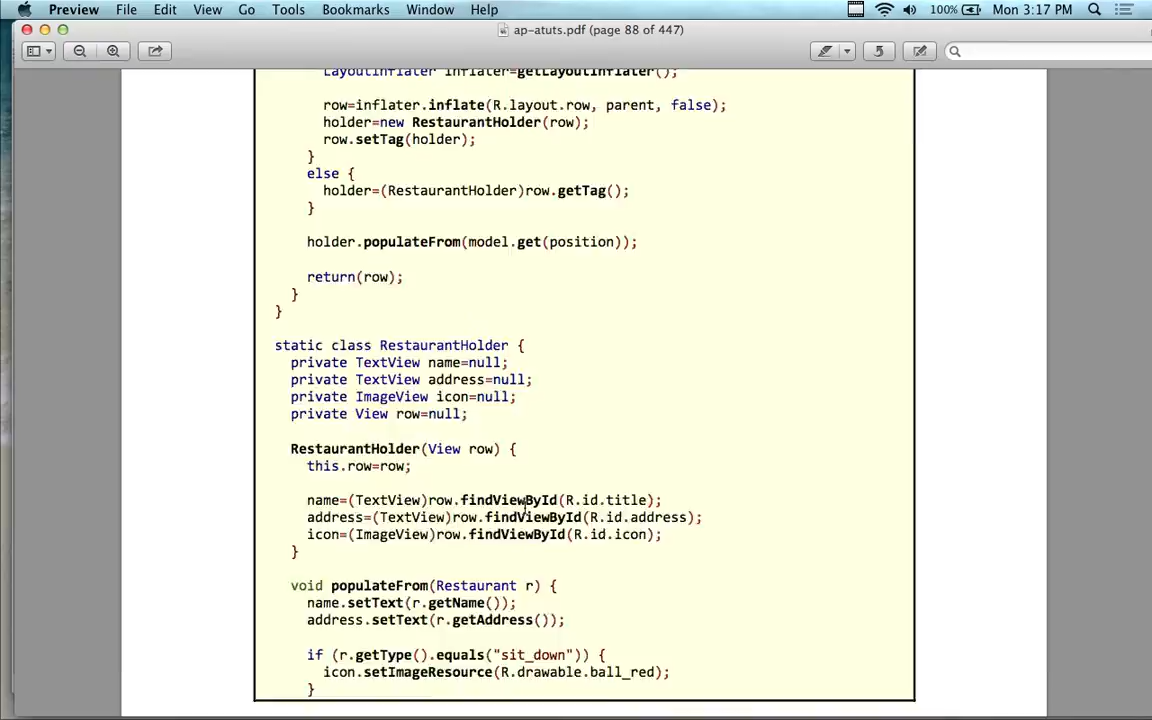 Preview File Edit View Go Tools Bookmarks Window Help 100% Mon 3:17 PM
ap-atuts.pdf (page 88 of 447)
LayoutInflater inflater=getLayoutInflater();
row=inflater.inflate(R.layout.row, parent, false);
holder=new RestaurantHolder(row);
row.setTag(holder);
}
else {
holder=(RestaurantHolder)row.getTag();
}
holder.populateFrom(model.get(position));
return(row);
}
}
static class RestaurantHolder {
private TextView name=null;
private TextView address=null;
private ImageView icon=null;
private View row=null;
RestaurantHolder(View row) {
this.row=row;
name=(TextView)row.findViewById(R.id.title);
address=(TextView)row.findViewById(R.id.address);
icon=(ImageView)row.findViewById(R.id.icon);
}
void populateFrom(Restaurant r) {
name.setText(r.getName());
address.setText(r.getAddress());
if (r.getType().equals("sit_down")) {
icon.setImageResource(R.drawable.ball_red);
}